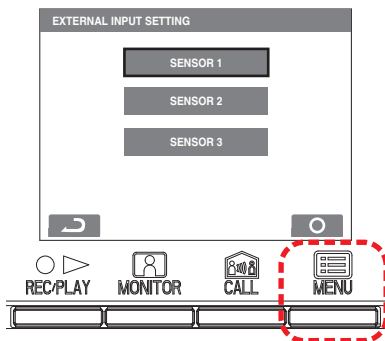 EXTERNAL INPUT SETTING
SENSOR 1
SENSOR 2
SENSOR 3
REC/PLAY MONITOR CALL MENU